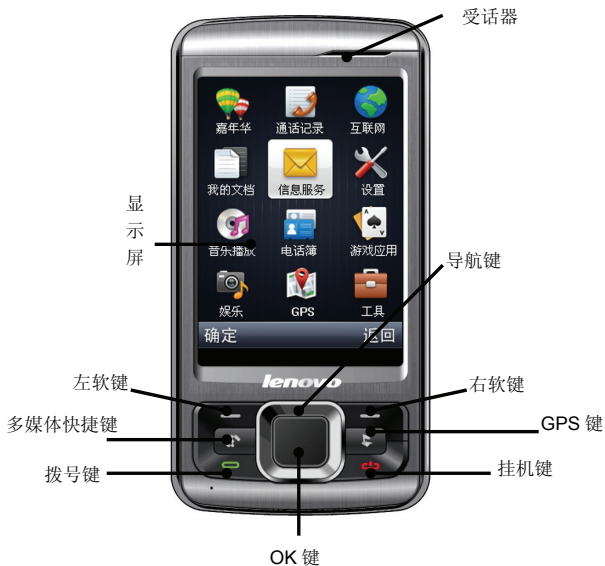 受话器
嘉年华 通话记录 互联网
我的文档 信息服务 设置
显示屏
音乐播放 电话簿 游戏应用
导航键
娱乐 GPS 工具
确定 返回
lenovo
左软键
右软键
多媒体快捷键
GPS 键
拨号键
挂机键
OK 键